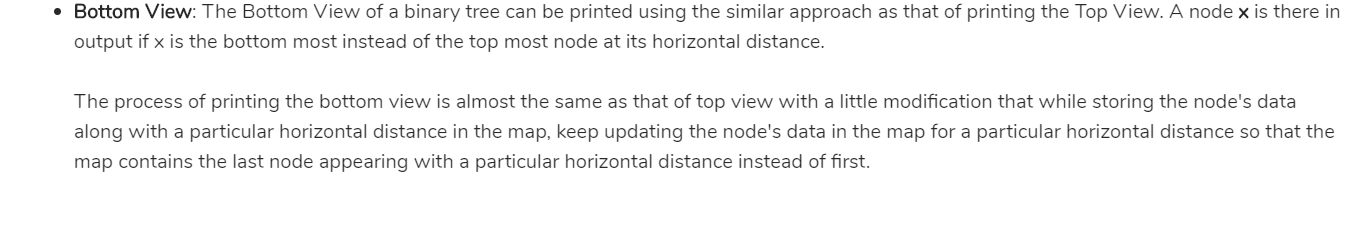 • Bottom View: The Bottom View of a binary tree can be printed using the similar approach as that of printing the Top View. A node x is there in
output if x is the bottom most instead of the top most node at its horizontal distance.
The process of printing the bottom view is almost the same as that of top view with a little modification that while storing the node's data
along with a particular horizontal distance in the map, keep updating the node's data in the map for a particular horizontal distance so that the
map contains the last node appearing with a particular horizontal distance instead of first.